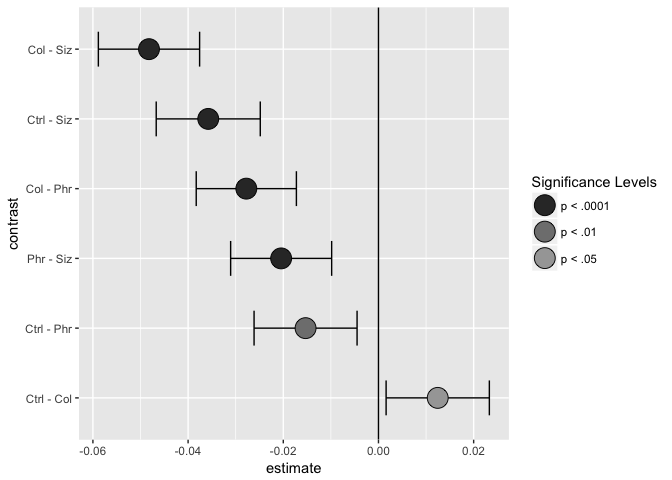 Col - Siz
Ctrl - Siz
Col - Phr
Phr - Siz
Ctrl - Phr
Ctrl - Col
contrast
-0.06
-0.04
-0.02
0.00
0.02
estimate
Significance Levels
p < .0001
p < .01
p < .05